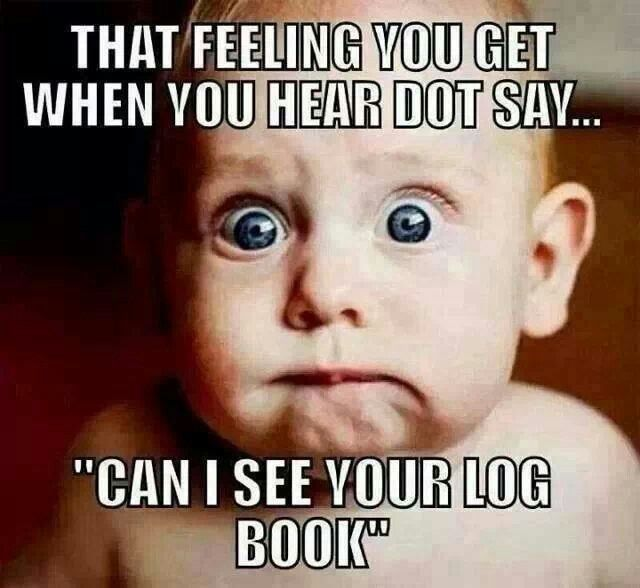 THAT FEELING YOU GET
WHEN YOU HEAR DOT SAY...
"CAN I SEE YOUR LOG
BOOK"